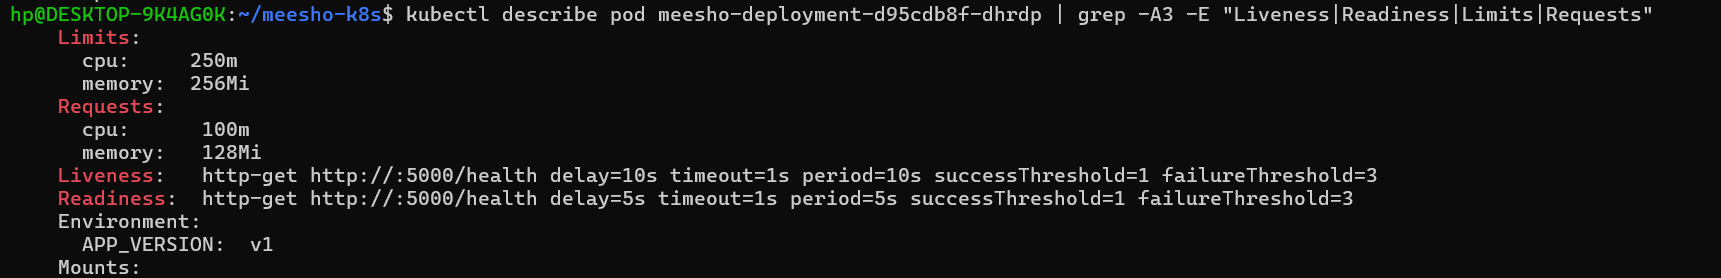 hp@DESKTOP-9K4AG0K:~/meesho-k8s$ kubectl describe pod meesho-deployment-d95cdb8f-dhrdp | grep -A3 -E "Liveness|Readiness|Limits|Requests"
    Limits:
      cpu:     250m
      memory:  256Mi
    Requests:
      cpu:      100m
      memory:   128Mi
    Liveness:   http-get http://:5000/health delay=10s timeout=1s period=10s successThreshold=1 failureThreshold=3
    Readiness:  http-get http://:5000/health delay=5s timeout=1s period=5s successThreshold=1 failureThreshold=3
    Environment:
      APP_VERSION:  v1
    Mounts: